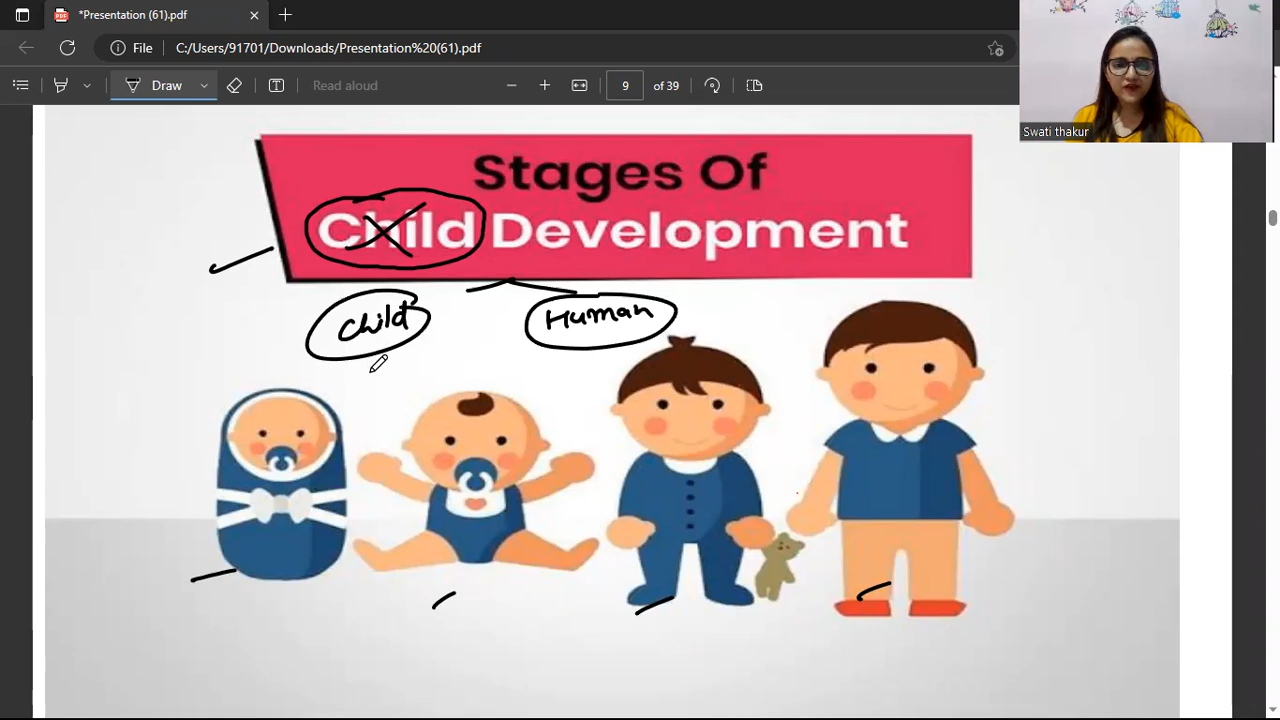 *Presentation (61).pdf
File C:/Users/91701/Downloads/Presentation%20(61).pdf
Draw Read aloud 9 of 39
Swati thakur
Stages Of
Child Development
Child Human